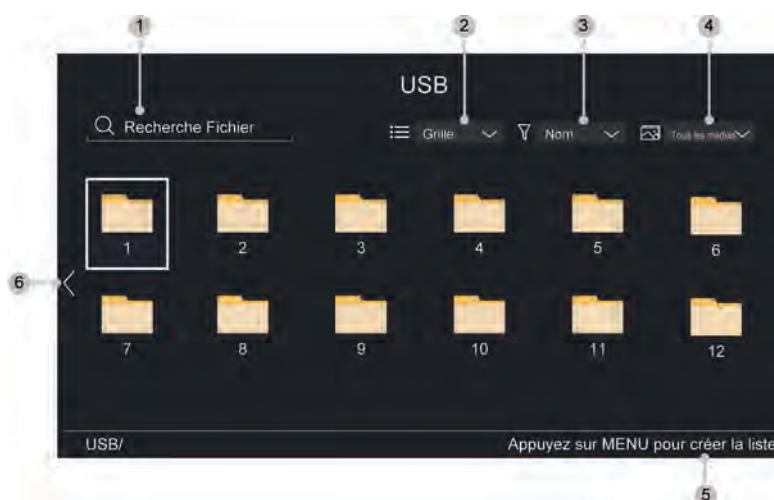 1 2 3 4
USB
Recherche Fichier Grille Nom Tous les médias
1 2 3 4 5 6
6
7 8 9 10 11 12
USB/ Appuyez sur MENU pour créer la liste
5